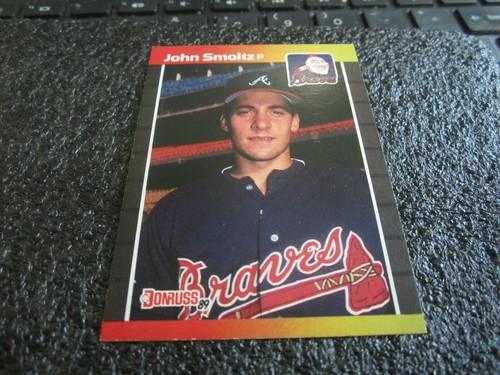 John Smoltz P
Braves
A
Braves
DONRUSS 89